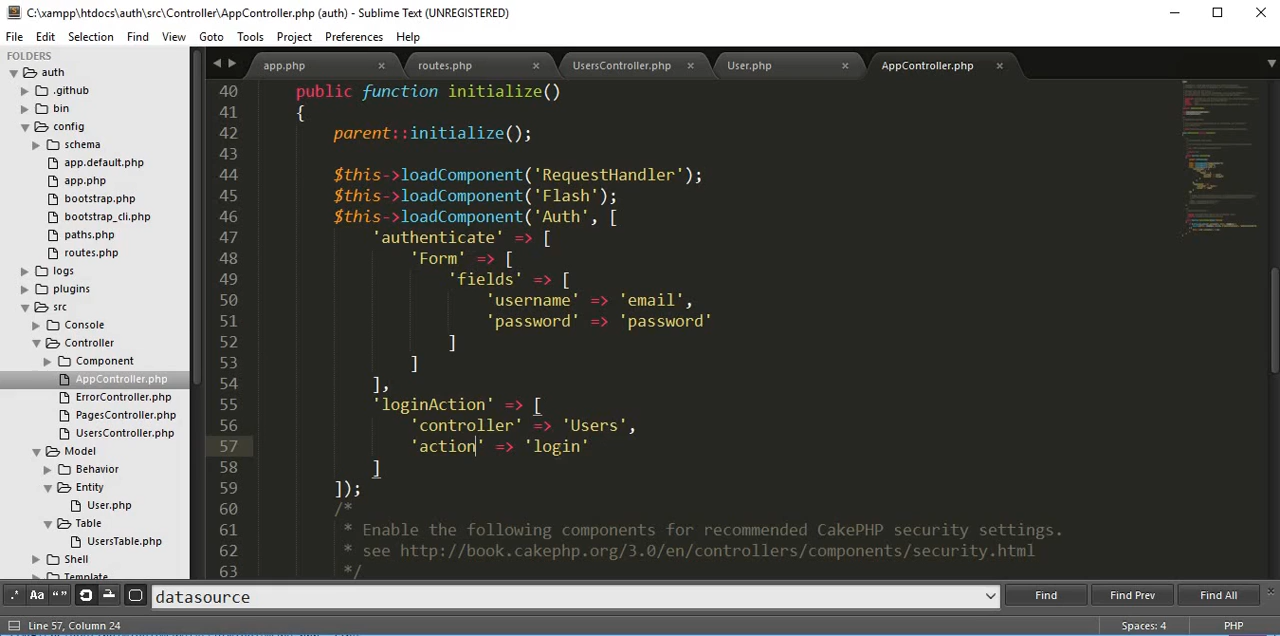 C:\xampp\htdocs\auth\src\Controller\AppController.php (auth) - Sublime Text (UNREGISTERED)
File Edit Selection Find View Goto Tools Project Preferences Help
FOLDERS
auth
.github
bin
config
schema
app.default.php
app.php
bootstrap.php
bootstrap_cli.php
paths.php
routes.php
logs
plugins
src
Console
Controller
Component
AppController.php
ErrorController.php
PagesController.php
UsersController.php
Model
Behavior
Entity
User.php
Table
UsersTable.php
Shell
Template
app.php routes.php UsersController.php User.php AppController.php
40 public function initialize()
41 {
42 parent::initialize();
43
44 $this->loadComponent('RequestHandler');
45 $this->loadComponent('Flash');
46 $this->loadComponent('Auth', [
47 'authenticate' => [
48 'Form' => [
49 'fields' => [
50 'username' => 'email',
51 'password' => 'password'
52 ]
53 ]
54 ],
55 'loginAction' => [
56 'controller' => 'Users',
57 'action' => 'login'
58 ]
59 ]);
60 /*
61 * Enable the following components for recommended CakePHP security settings.
62 * see http://book.cakephp.org/3.0/en/controllers/components/security.html
63 */
.* Aa “” datasource Find Find Prev Find All
Line 57, Column 24 Spaces: 4 PHP